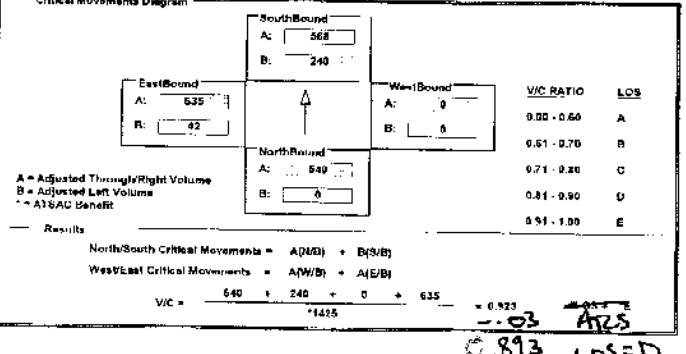 Critical Movements Diagram
SouthBound
A: 568
B: 240
EastBound
A: 635
B: 42
WestBound
A: 0
B: 0
NorthBound
A: 640
B: 0
A = Adjusted Through/Right Volume
B = Adjusted Left Volume
* = ATSAC Benefit
V/C RATIO LOS
0.00 - 0.60 A
0.61 - 0.70 B
0.71 - 0.80 C
0.81 - 0.90 D
0.91 - 1.00 E
Results
North/South Critical Movements = A(N/B) + B(S/B)
West/East Critical Movements = A(W/B) + A(E/B)
V/C = 640 + 240 + 0 + 635 = 0.923
*1425
-.03 ATCS
0.893 LOS=D